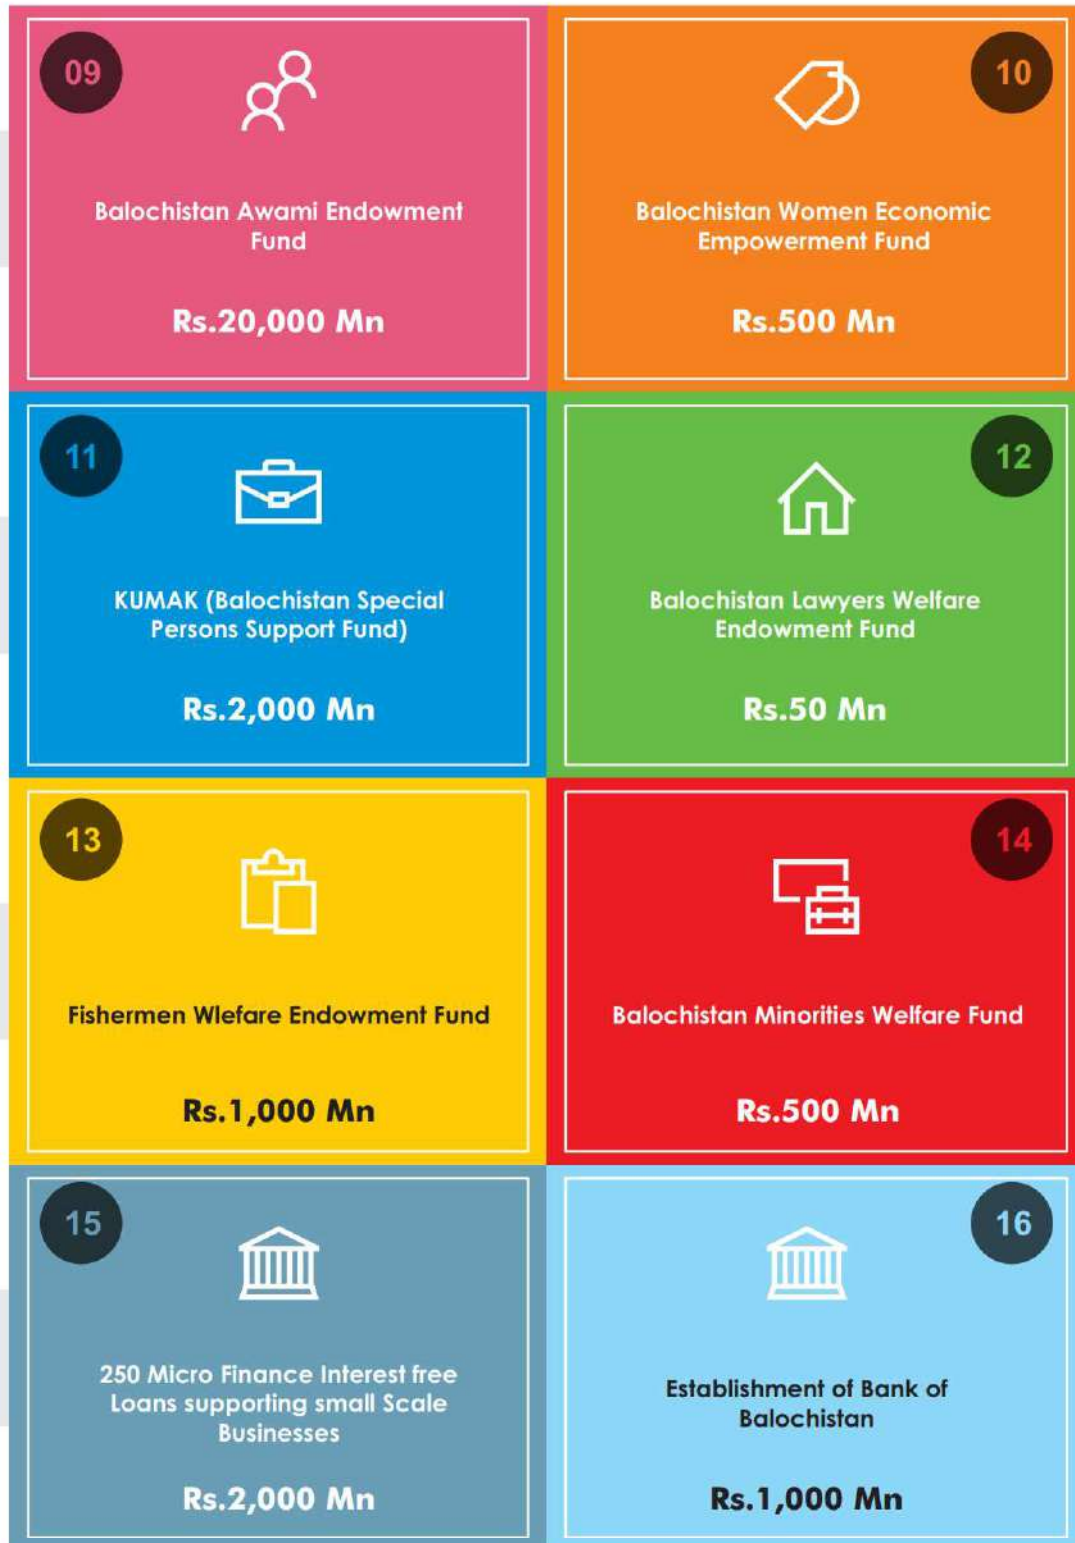 09
Balochistan Awami Endowment
Fund
Rs.20,000 Mn
10
Balochistan Women Economic
Empowerment Fund
Rs.500 Mn
11
KUMAK (Balochistan Special
Persons Support Fund)
Rs.2,000 Mn
12
Balochistan Lawyers Welfare
Endowment Fund
Rs.50 Mn
13
Fishermen Wlefare Endowment Fund
Rs.1,000 Mn
14
Balochistan Minorities Welfare Fund
Rs.500 Mn
15
250 Micro Finance Interest free
Loans supporting small Scale
Businesses
Rs.2,000 Mn
16
Establishment of Bank of
Balochistan
Rs.1,000 Mn